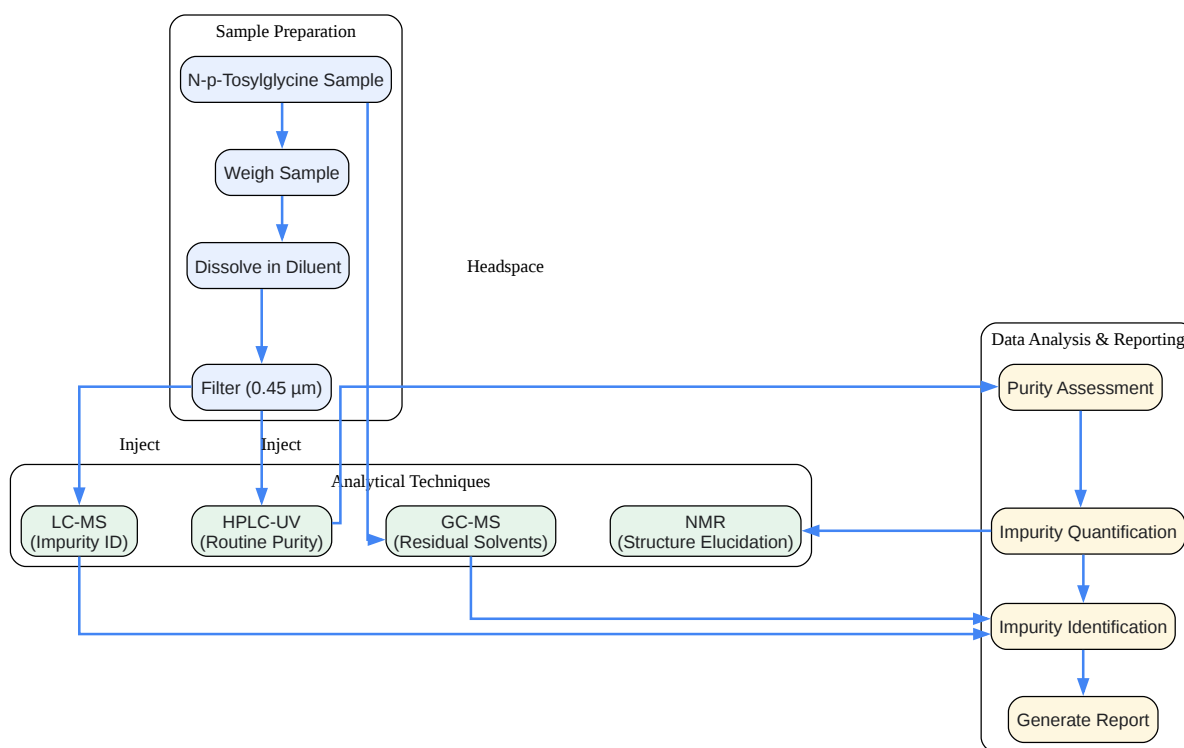 Sample Preparation
N-p-Tosylglycine Sample
Weigh Sample
Dissolve in Diluent
Headspace
Filter (0.45 µm)
Inject
Inject
Analytical Techniques
LC-MS
(Impurity ID)
HPLC-UV
(Routine Purity)
GC-MS
(Residual Solvents)
NMR
(Structure Elucidation)
Data Analysis & Reporting
Purity Assessment
Impurity Quantification
Impurity Identification
Generate Report